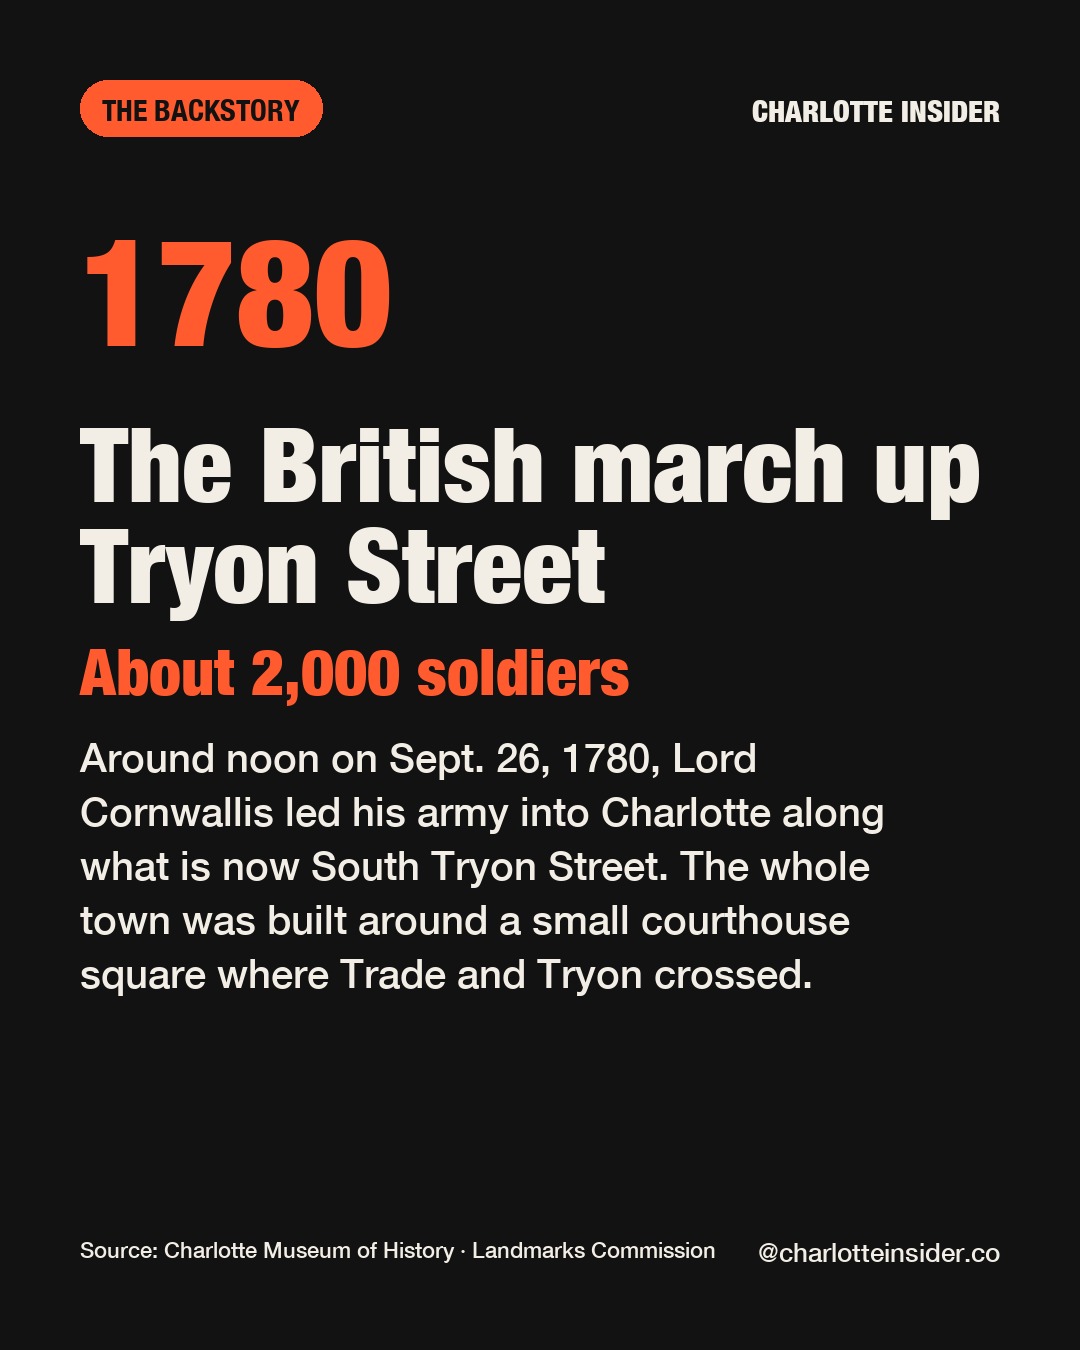 THE BACKSTORY
CHARLOTTE INSIDER
1780
The British march up
Tryon Street
About 2,000 soldiers
Around noon on Sept. 26, 1780, Lord
Cornwallis led his army into Charlotte along
what is now South Tryon Street. The whole
town was built around a small courthouse
square where Trade and Tryon crossed.
Source: Charlotte Museum of History · Landmarks Commission
@charlotteinsider.co